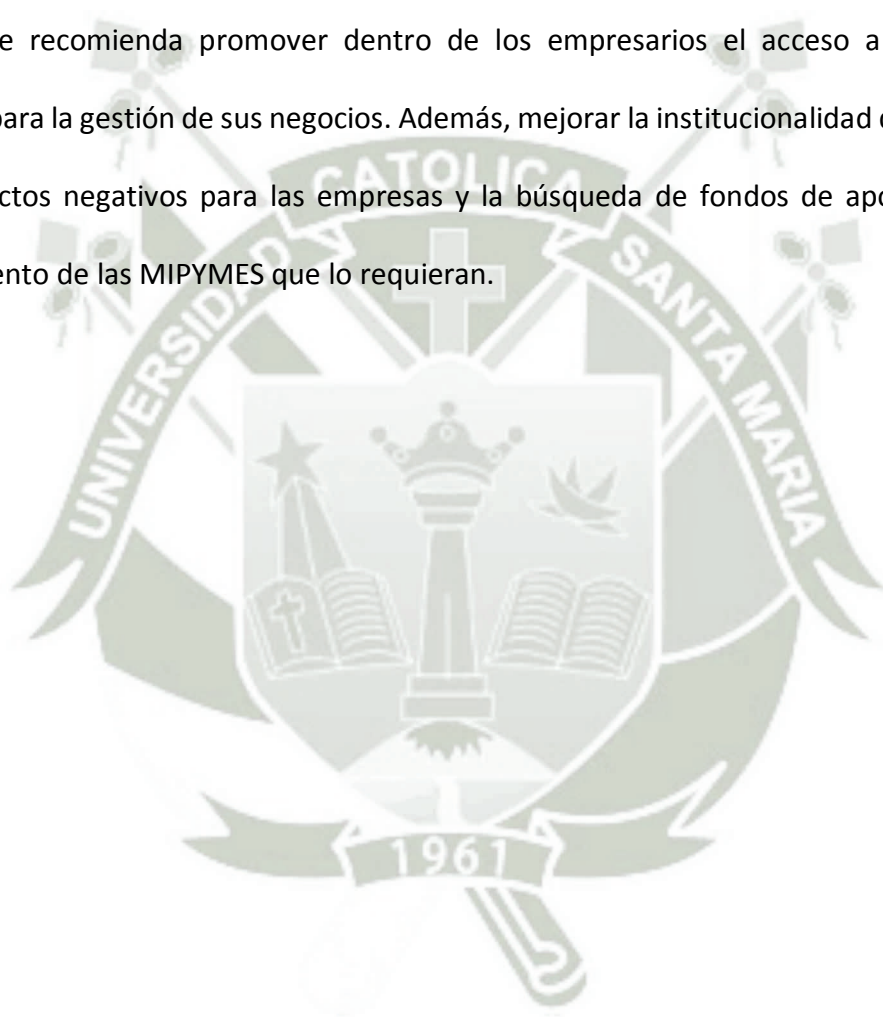 e recomienda promover dentro de los empresarios el acceso a
para la gestión de sus negocios. Además, mejorar la institucionalidad
ctos negativos para las empresas y la búsqueda de fondos de apo
ento de las MIPYMES que lo requieran.
UNIVERSIDAD CATOLICA SANTA MARIA
1961